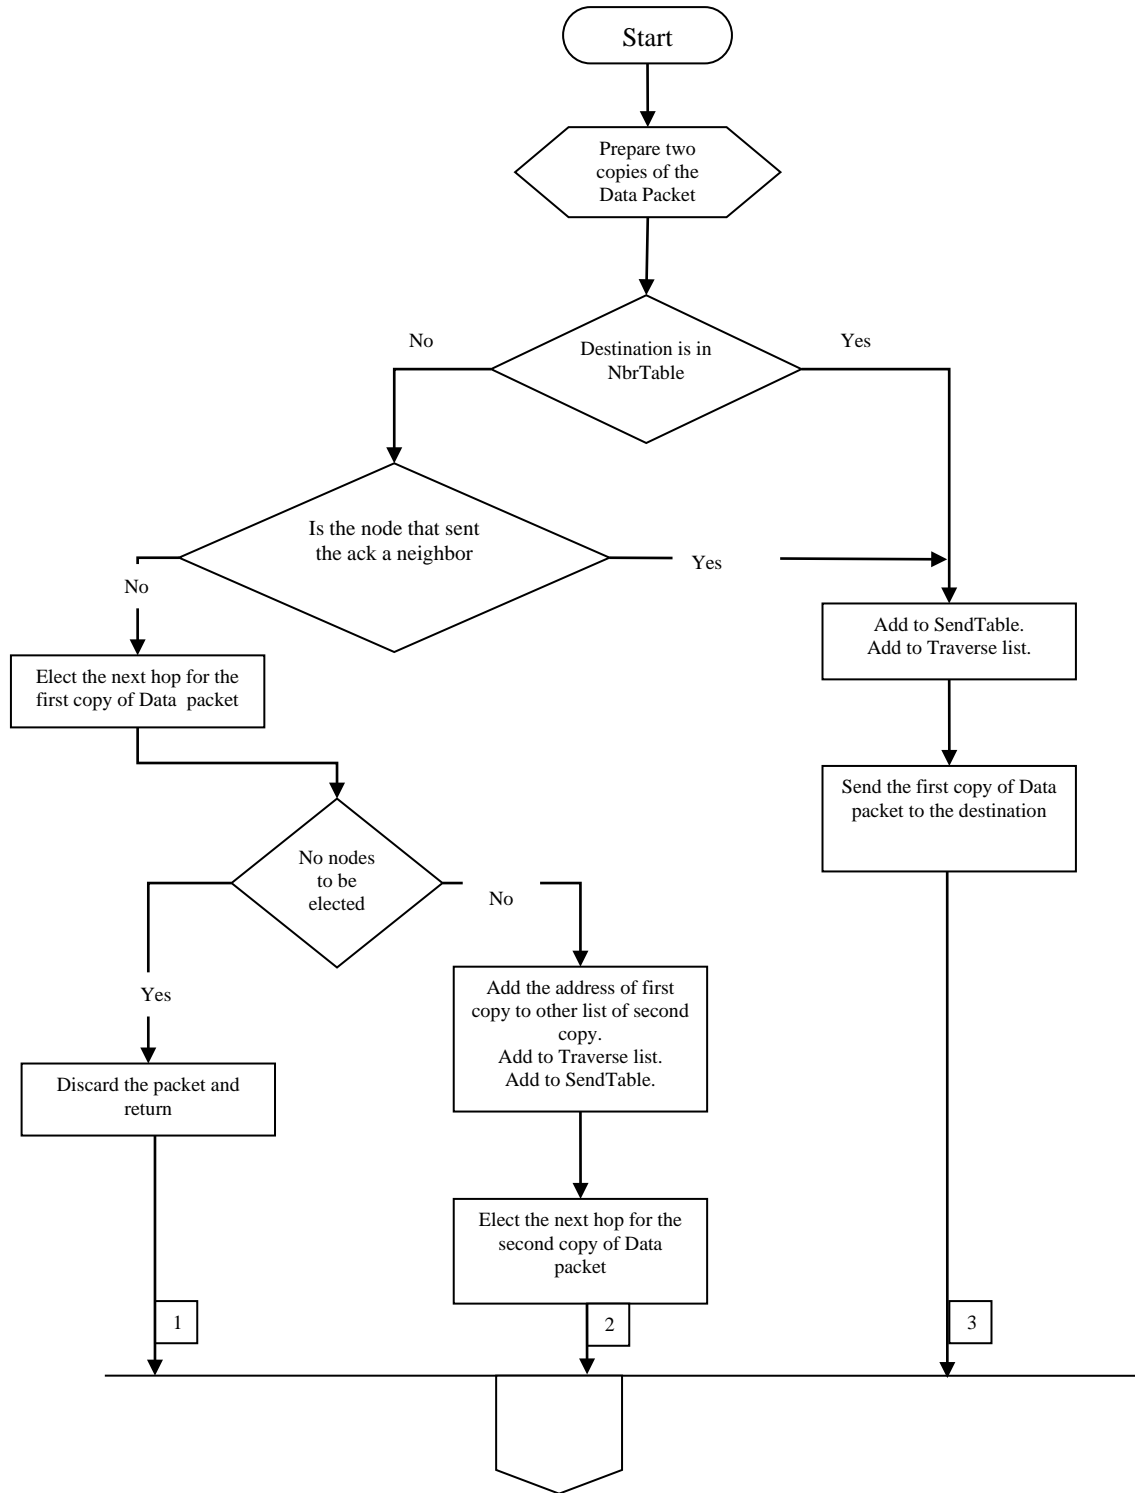 Start
Prepare two
copies of the
Data Packet
No
Yes
Destination is in
NbrTable
Is the node that sent
the ack a neighbor
Yes
No
Add to SendTable.
Add to Traverse list.
Elect the next hop for the
first copy of Data packet
Send the first copy of Data
packet to the destination
No nodes
to be
elected
No
Yes
Add the address of first
copy to other list of second
copy.
Add to Traverse list.
Add to SendTable.
Discard the packet and
return
Elect the next hop for the
second copy of Data
packet
1
2
3